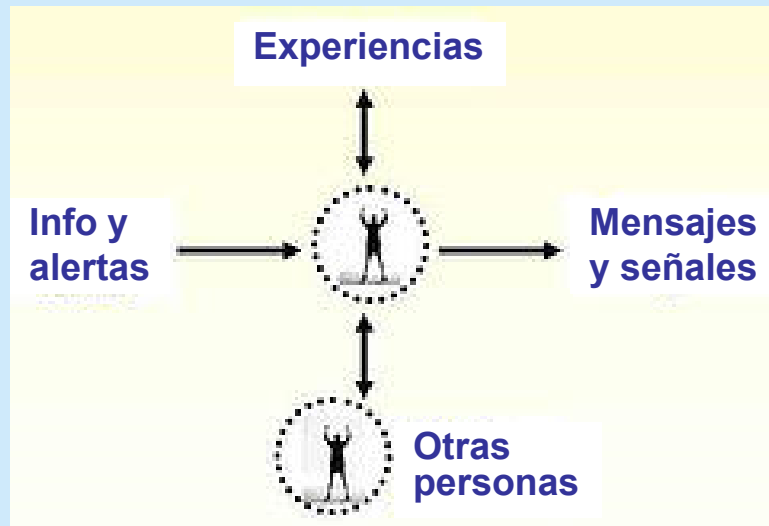 Experiencias
Info y
alertas
Mensajes
y señales
Otras
personas